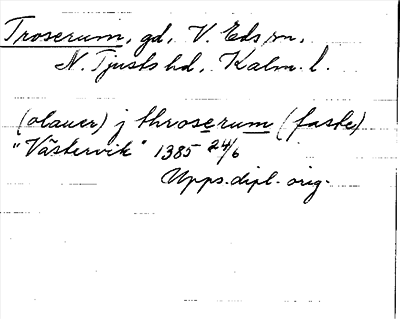 Troserum, gd, V. Eds sn,
N. Tjusts hd, Kalm. l.
(olauer) j throserum (faste)
"Västervik" 1385 24/6
Upps. dipl. orig.